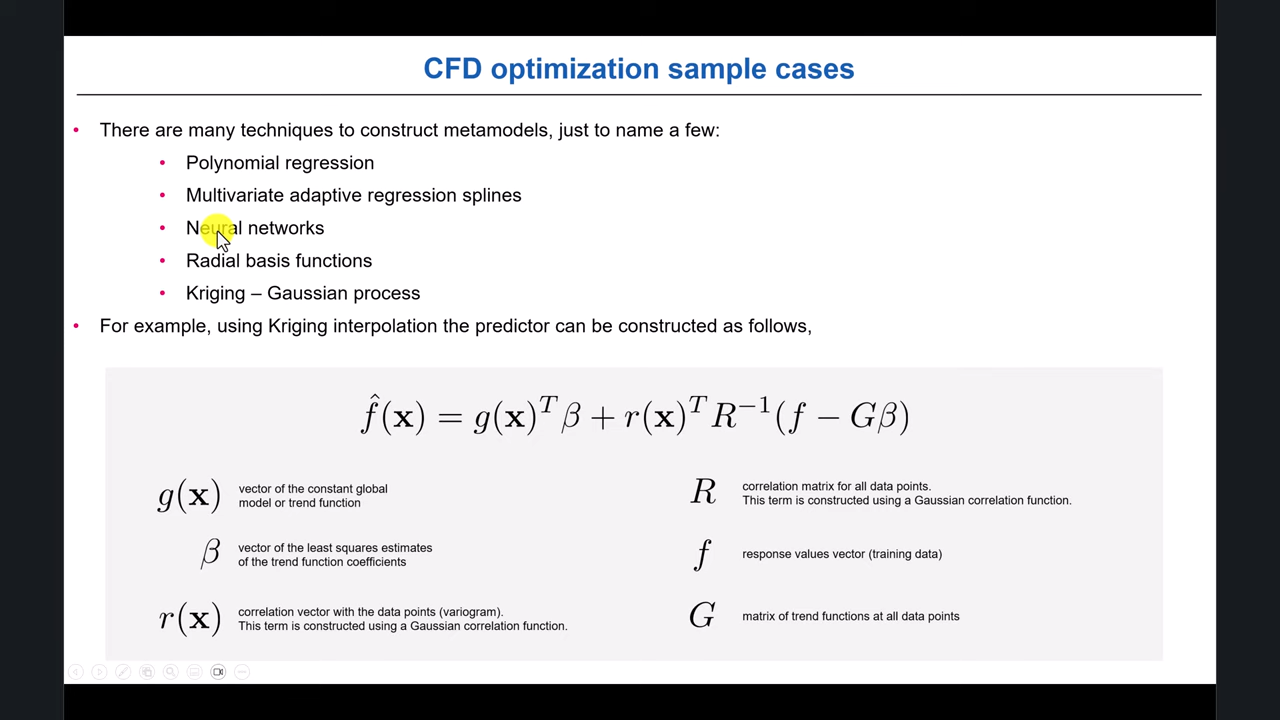 CFD optimization sample cases
• There are many techniques to construct metamodels, just to name a few:
• Polynomial regression
• Multivariate adaptive regression splines
• Neural networks
• Radial basis functions
• Kriging – Gaussian process
• For example, using Kriging interpolation the predictor can be constructed as follows,
f̂(𝐱) = g(𝐱)ᵀβ + r(𝐱)ᵀR⁻¹(f − Gβ)
g(𝐱) vector of the constant global
model or trend function
β vector of the least squares estimates
of the trend function coefficients
r(𝐱) correlation vector with the data points (variogram).
This term is constructed using a Gaussian correlation function.
R correlation matrix for all data points.
This term is constructed using a Gaussian correlation function.
f response values vector (training data)
G matrix of trend functions at all data points